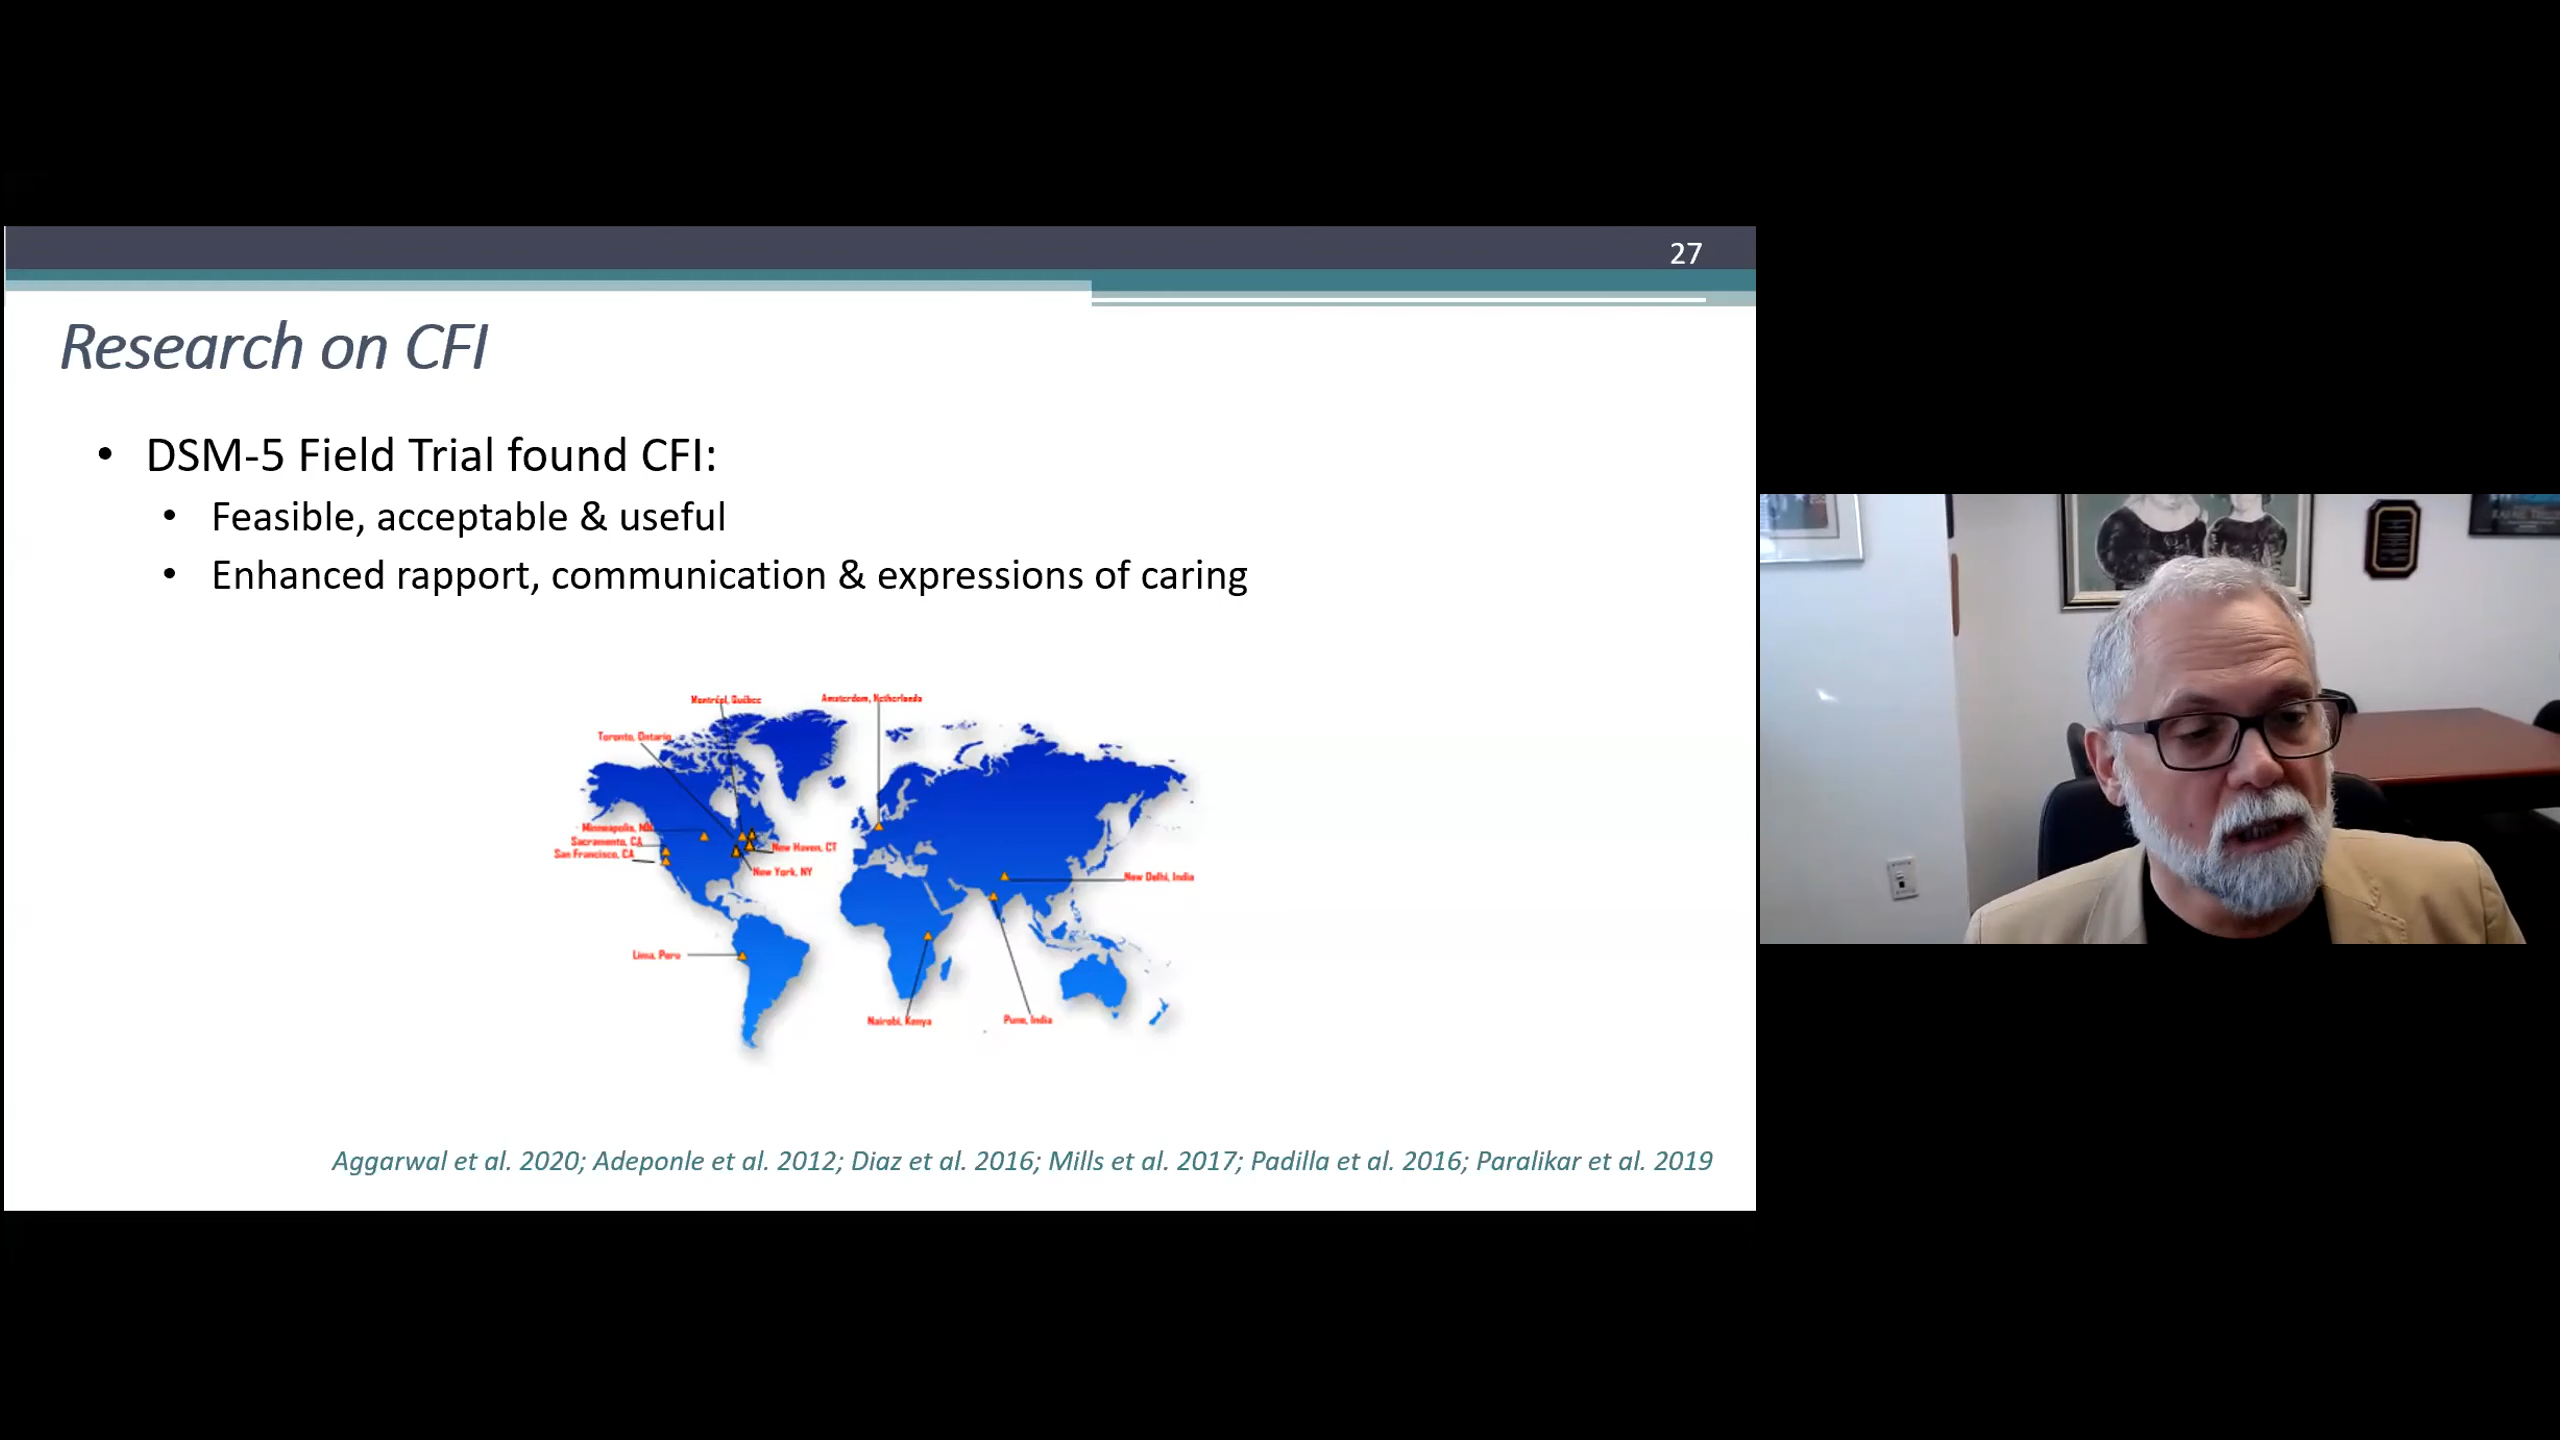 27
Research on CFI
• DSM-5 Field Trial found CFI:
• Feasible, acceptable & useful
• Enhanced rapport, communication & expressions of caring
Montréal, Québec
Amsterdam, Netherlands
Toronto, Ontario
Minneapolis,
Sacramento, CA
San Francisco, CA
New Haven, CT
New York, NY
New Delhi, India
Lima, Peru
Nairobi, Kenya
Pune, India
Aggarwal et al. 2020; Adeponle et al. 2012; Diaz et al. 2016; Mills et al. 2017; Padilla et al. 2016; Paralikar et al. 2019